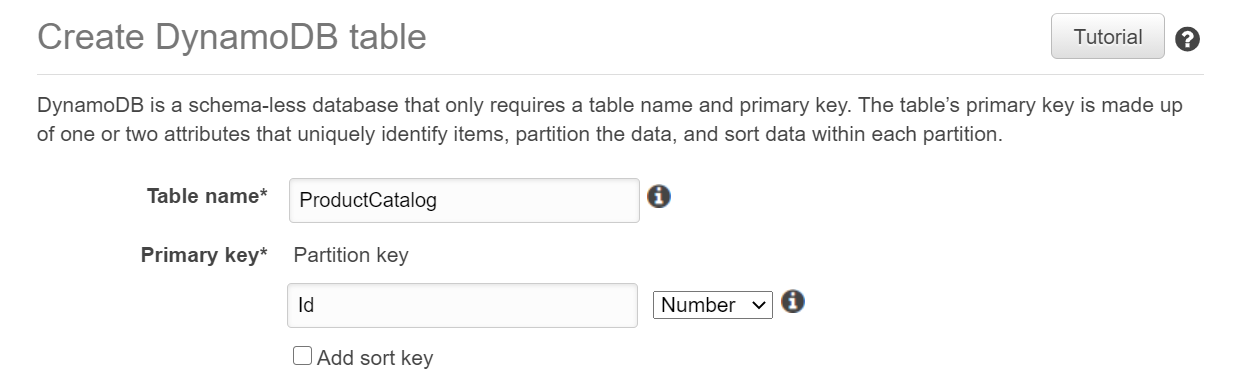 Create DynamoDB table
Tutorial
DynamoDB is a schema-less database that only requires a table name and primary key. The table’s primary key is made up
of one or two attributes that uniquely identify items, partition the data, and sort data within each partition.
Table name* ProductCatalog
Primary key* Partition key
Id Number
Add sort key